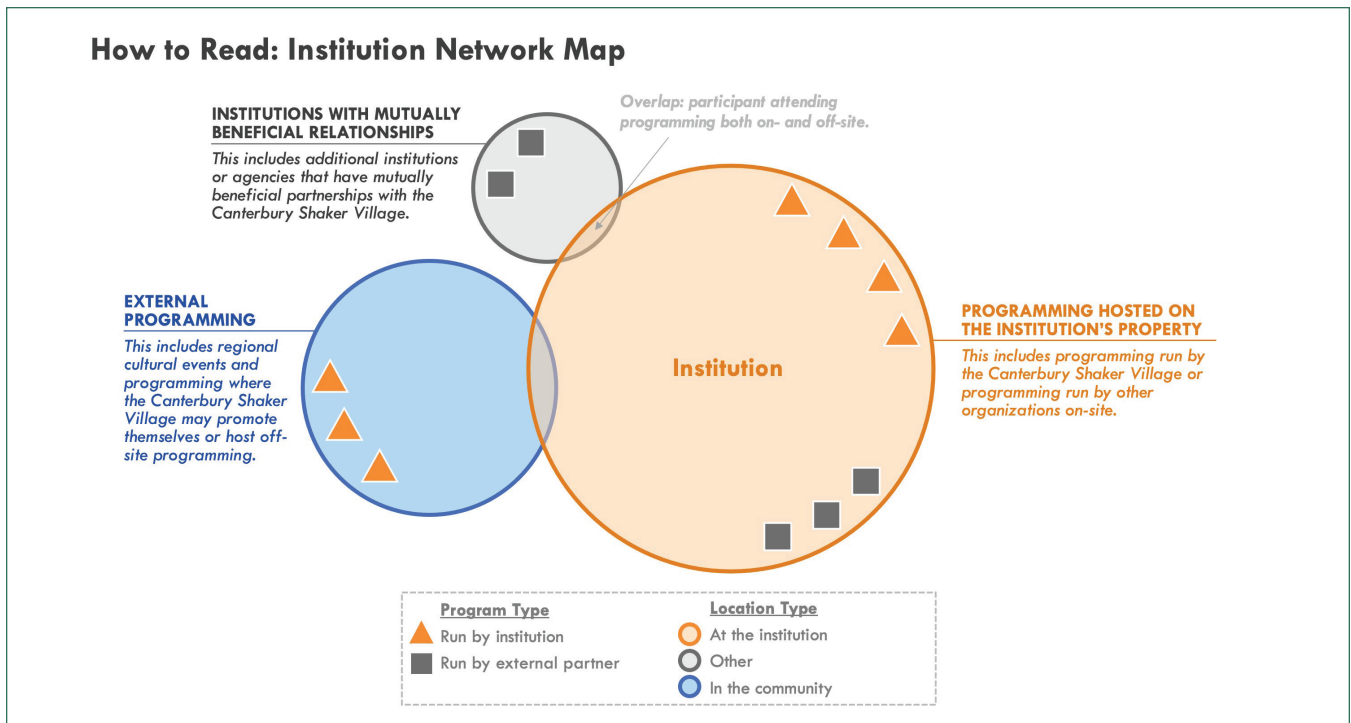 How to Read: Institution Network Map
INSTITUTIONS WITH MUTUALLY
BENEFICIAL RELATIONSHIPS
This includes additional institutions
or agencies that have mutually
beneficial partnerships with the
Canterbury Shaker Village.
Overlap: participant attending
programming both on- and off-site.
EXTERNAL
PROGRAMMING
This includes regional
cultural events and
programming where
the Canterbury Shaker
Village may promote
themselves or host off-
site programming.
Institution
PROGRAMMING HOSTED ON
THE INSTITUTION'S PROPERTY
This includes programming run by
the Canterbury Shaker Village or
programming run by other
organizations on-site.
Program Type
Run by institution
Run by external partner
Location Type
At the institution
Other
In the community